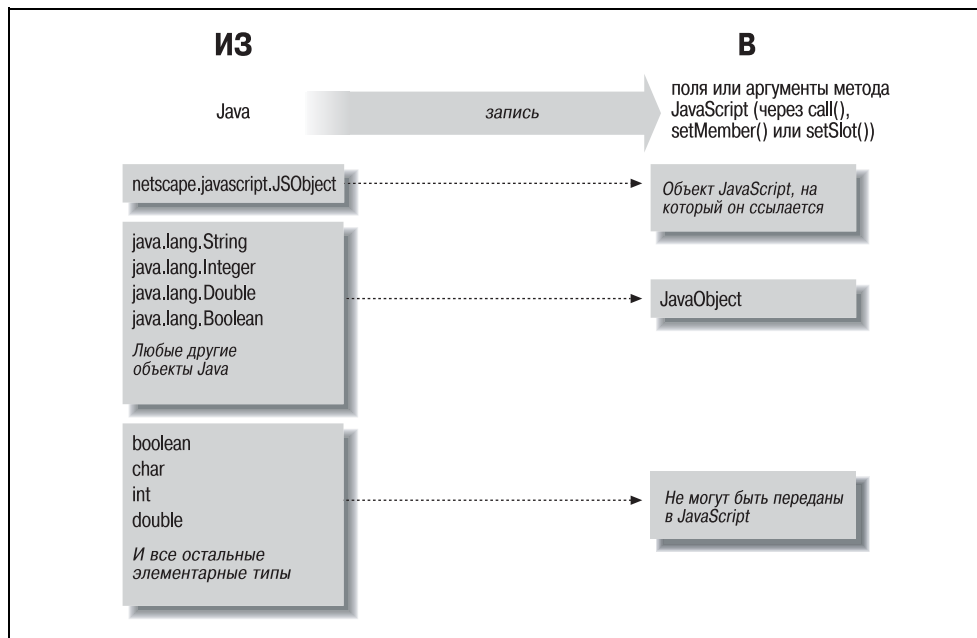 ИЗ
В
Java
запись
поля или аргументы метода
JavaScript (через call(),
setMember() или setSlot())
netscape.javascript.JSObject
Объект JavaScript, на
который он ссылается
java.lang.String
java.lang.Integer
java.lang.Double
java.lang.Boolean
Любые другие
объекты Java
JavaObject
boolean
char
int
double
И все остальные
элементарные типы
Не могут быть переданы
в JavaScript